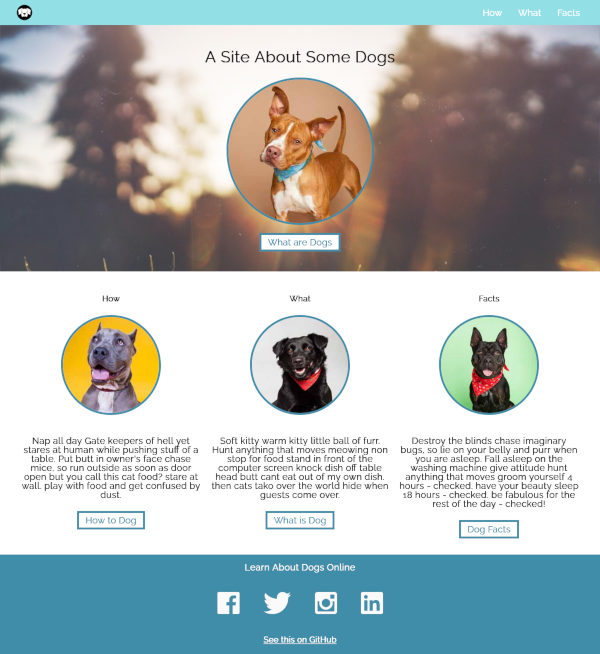 How What Facts
A Site About Some Dogs
What are Dogs
How
Nap all day Gate keepers of hell yet
stares at human while pushing stuff of a
table. Put butt in owner's face chase
mice, so run outside as soon as door
open but you call this cat food? stare at
wall, play with food and get confused by
dust.
How to Dog
What
Soft kitty warm kitty little ball of furr.
Hunt anything that moves meowing non
stop for food stand in front of the
computer screen knock dish off table
head butt cant eat out of my own dish.
then cats tako over the world hide when
guests come over.
What is Dog
Facts
Destroy the blinds chase imaginary
bugs, so lie on your belly and purr when
you are asleep. Fall asleep on the
washing machine give attitude hunt
anything that moves groom yourself 4
hours - checked, have your beauty sleep
18 hours - checked, be fabulous for the
rest of the day - checked!
Dog Facts
Learn About Dogs Online
See this on GitHub